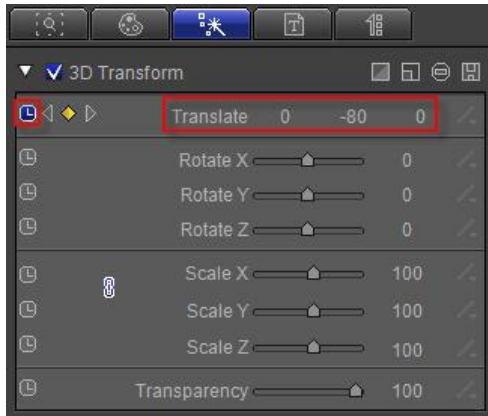 3D Transform
Translate 0 -80 0
Rotate X 0
Rotate Y 0
Rotate Z 0
Scale X 100
Scale Y 100
Scale Z 100
Transparency 100